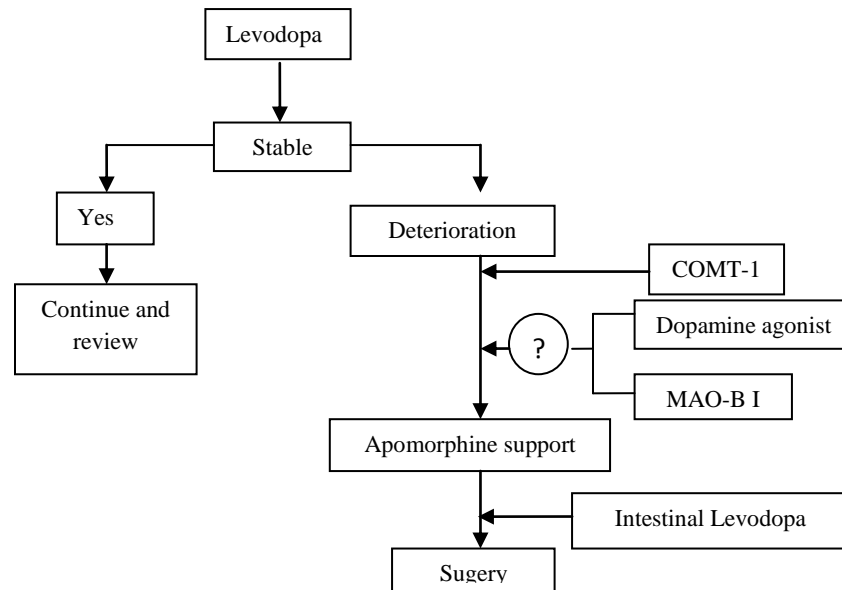 Levodopa
Stable
Yes
Deterioration
COMT-1
Continue and
review
Dopamine agonist
?
MAO-B I
Apomorphine support
Intestinal Levodopa
Sugery